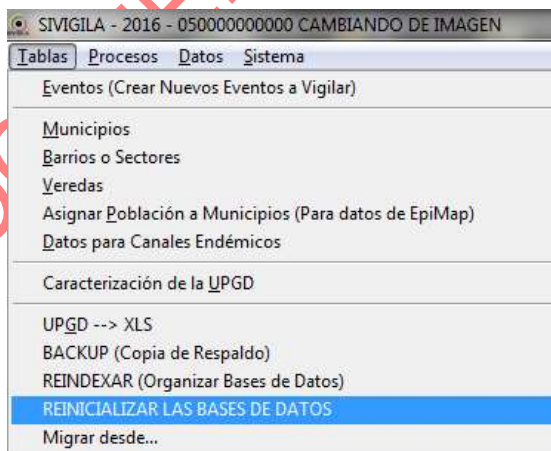 SIVIGILA - 2016 - 050000000000 CAMBIANDO DE IMAGEN
Tablas Procesos Datos Sistema
Eventos (Crear Nuevos Eventos a Vigilar)
Municipios
Barrios o Sectores
Veredas
Asignar Población a Municipios (Para datos de EpiMap)
Datos para Canales Endémicos
Caracterización de la UPGD
UPGD --> XLS
BACKUP (Copia de Respaldo)
REINDEXAR (Organizar Bases de Datos)
REINICIALIZAR LAS BASES DE DATOS
Migrar desde...